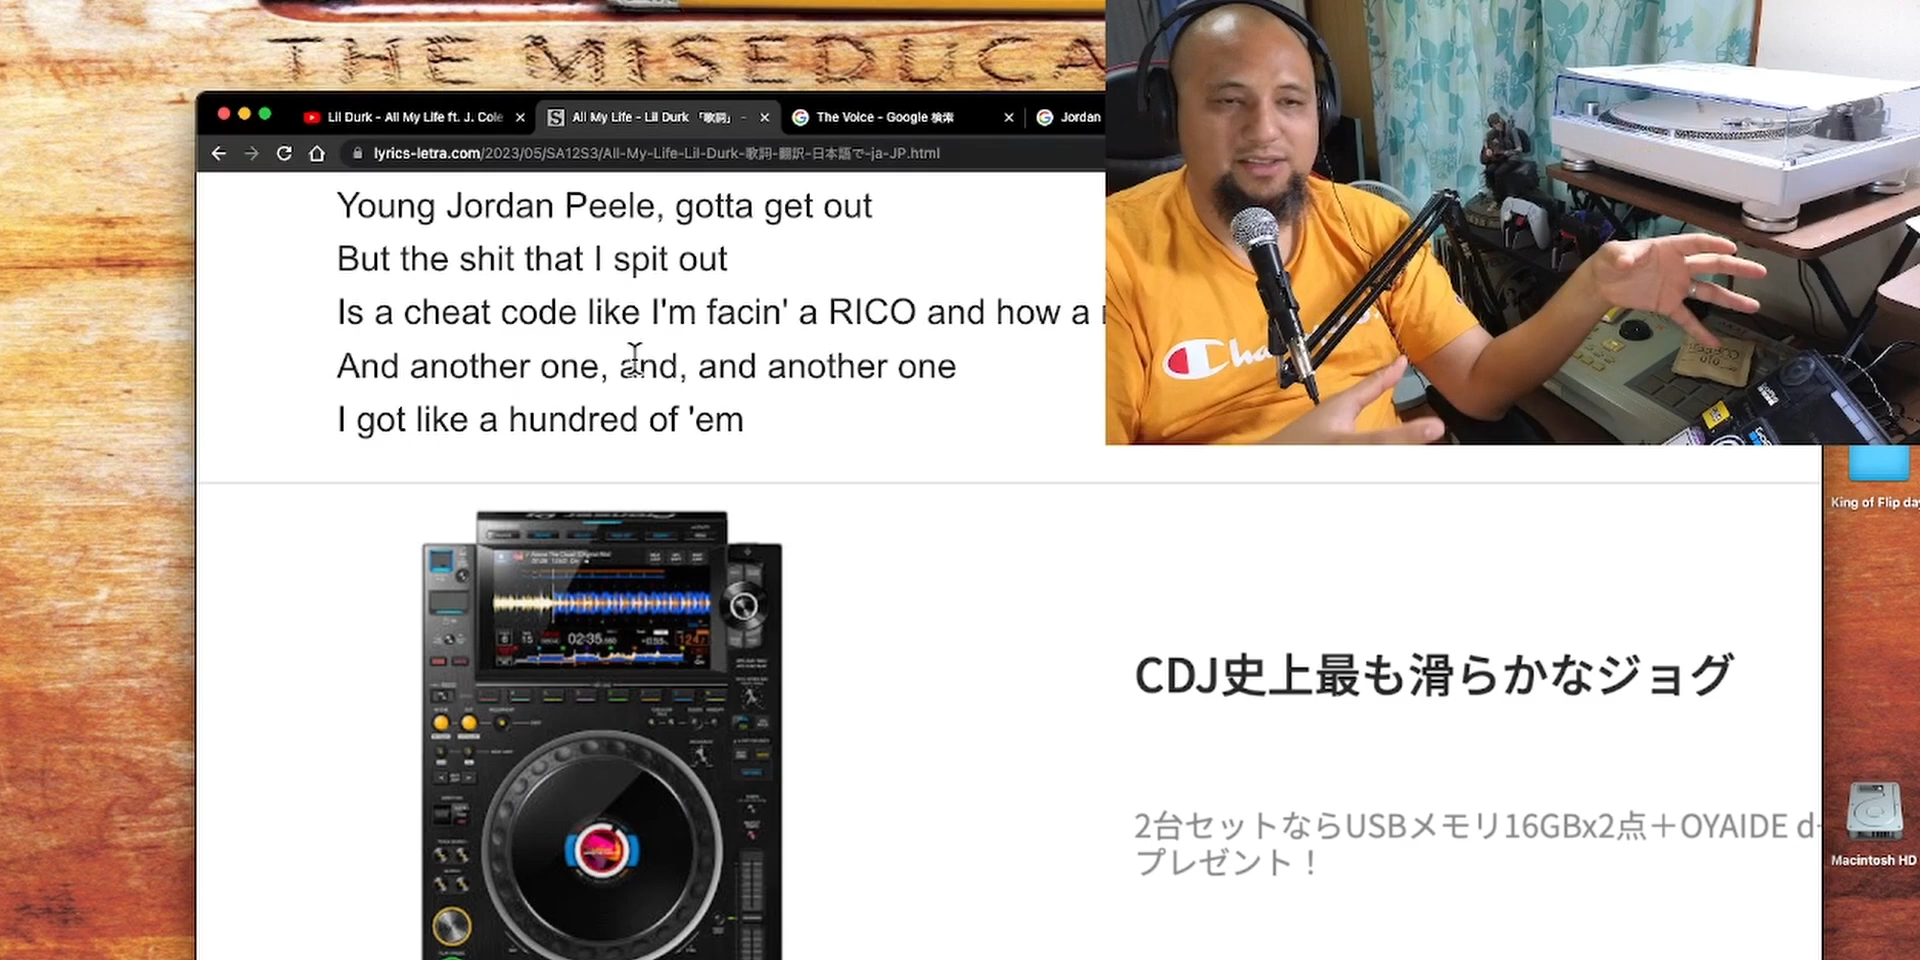 THE MISEDUCA
Lil Durk - All My Life ft. J. Cole
All My Life - Lil Durk 「歌詞」 -
The Voice - Google 検索
Jordan
lyrics-letra.com/2023/05/SA12S3/All-My-Life-Lil-Durk-歌詞-翻訳-日本語で-ja-JP.html
Young Jordan Peele, gotta get out
But the shit that I spit out
Is a cheat code like I'm facin' a RICO and how a
And another one, and, and another one
I got like a hundred of 'em
Cha
King of Flip day
02:35
CDJ史上最も滑らかなジョグ
2台セットならUSBメモリ16GBx2点＋OYAIDE d-
プレゼント！
Macintosh HD